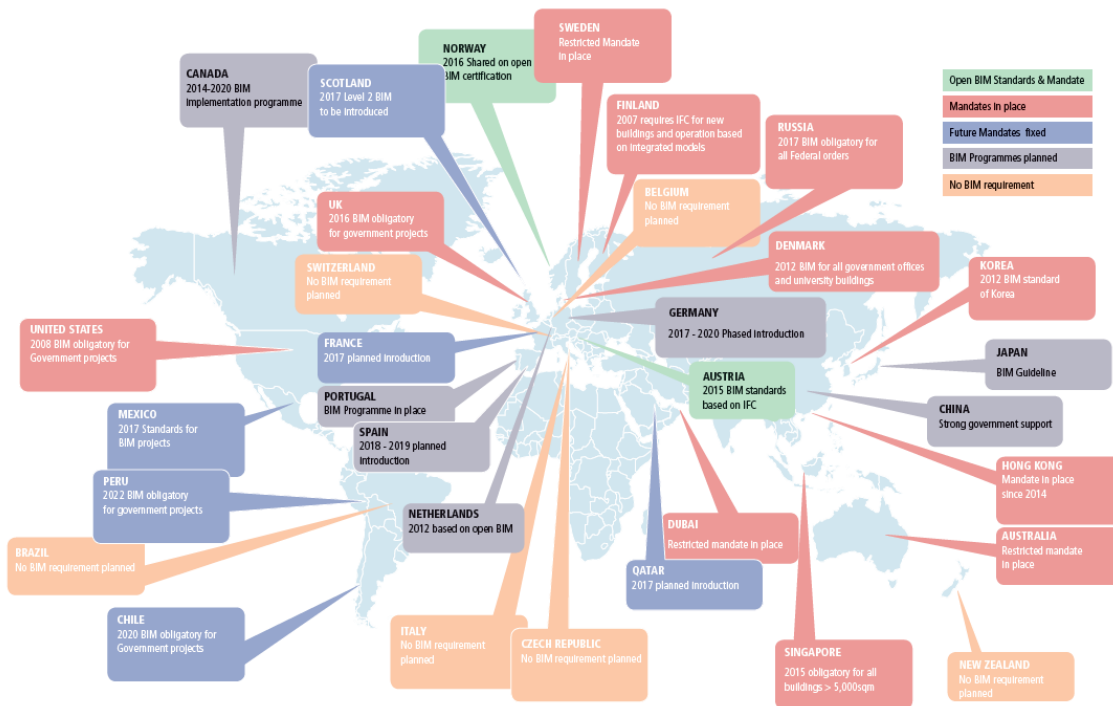 SWEDEN
Restricted Mandate
in place
NORWAY
2016 Shared on open
BIM certification
CANADA
2014-2020 BIM
Implementation programme
SCOTLAND
2017 Level 2 BIM
to be introduced
Open BIM Standards & Mandate
Mandates in place
Future Mandates fixed
BIM Programmes planned
No BIM requirement
FINLAND
2007 requires IFC for new
buildings and operation based
on integrated models
RUSSIA
2017 BIM obligatory for
all Federal orders
BELGIUM
No BIM requirement
planned
UK
2016 BIM obligatory
for government projects
DENMARK
2012 BIM for all government offices
and university buildings
SWITZERLAND
No BIM requirement
planned
KOREA
2012 BIM standard
of Korea
GERMANY
2017 - 2020 Phased introduction
UNITED STATES
2008 BIM obligatory for
Government projects
FRANCE
2017 planned inroduction
JAPAN
BIM Guideline
AUSTRIA
2015 BIM standards
based on IFC
PORTUGAL
BIM Programme in place
CHINA
Strong government support
MEXICO
2017 Standards for
BIM projects
SPAIN
2018 - 2019 planned
introduction
HONG KONG
Mandate in place
since 2014
PERU
2022 BIM obligatory
for government projects
NETHERLANDS
2012 based on open BIM
DUBAI
Restricted mandate in place
AUSTRALIA
Restricted mandate
in place
BRAZIL
No BIM requirement planned
QATAR
2017 planned inroduction
CHILE
2020 BIM obligatory for
Government projects
ITALY
No BIM requirement
planned
CZECH REPUBLIC
No BIM requirement planned
SINGAPORE
2015 obligatory for all
buildings > 5,000sqm
NEW ZEALAND
No BIM requirement
planned